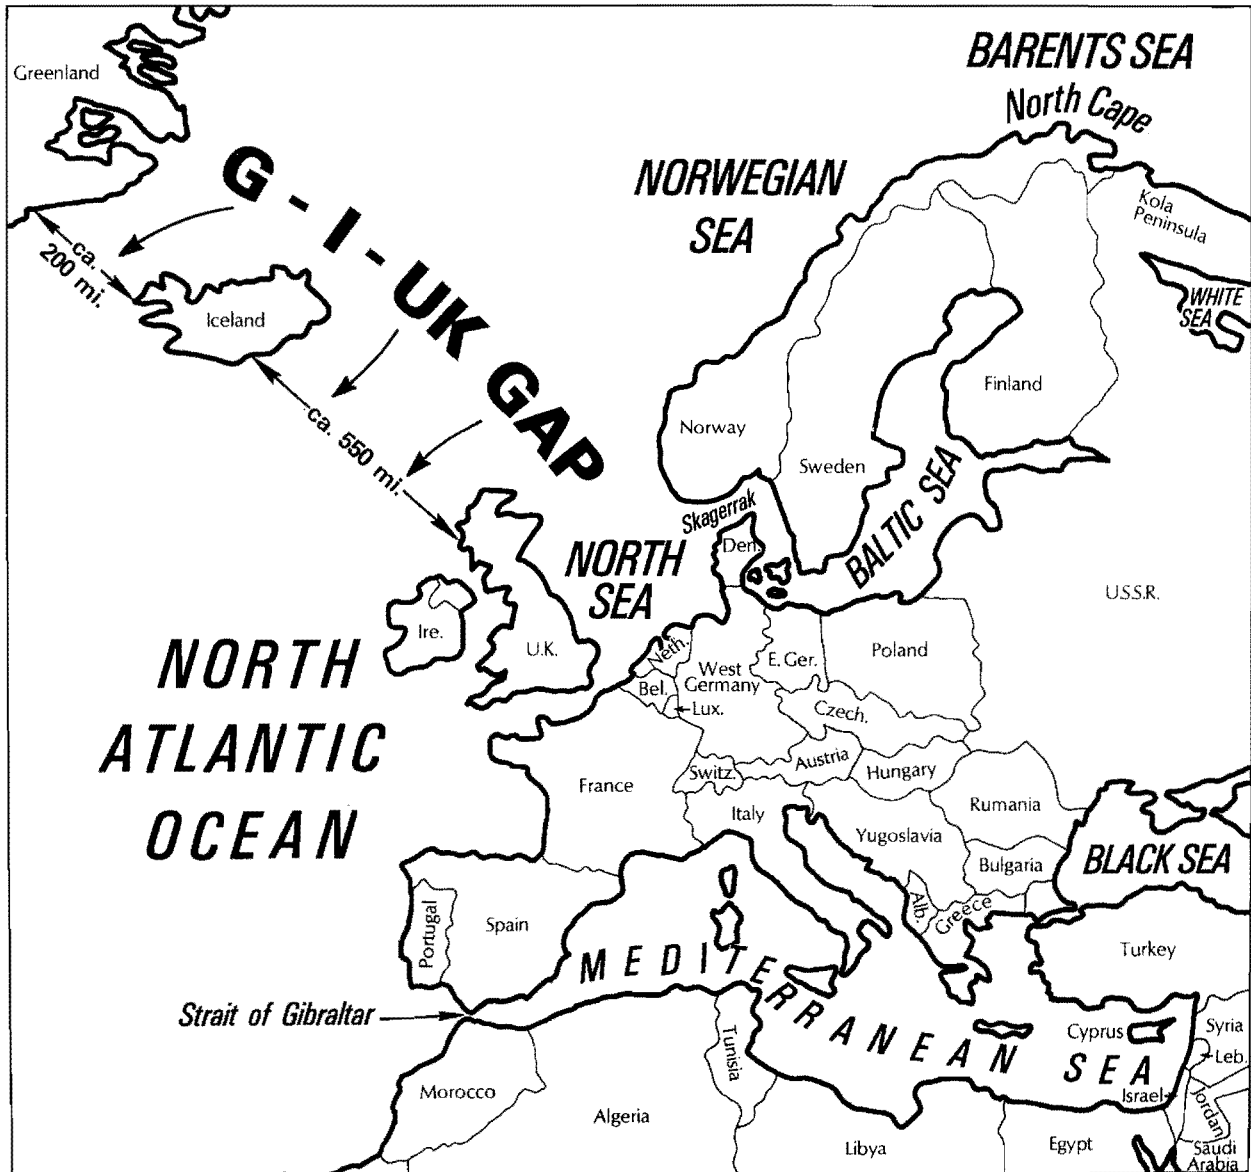 BARENTS SEA
North Cape
Greenland
G - I - UK GAP
NORWEGIAN
SEA
Kola
Peninsula
ca.
200 mi.
WHITE
SEA
Iceland
Finland
ca. 550 mi.
Norway
Sweden
BALTIC SEA
Skagerrak
Den.
NORTH
SEA
U.S.S.R.
Ire.
U.K.
Neth.
West
Germany
E. Ger.
Poland
Bel.
Lux.
Czech.
NORTH
ATLANTIC
OCEAN
Switz.
Austria
Hungary
France
Italy
Rumania
Yugoslavia
BLACK SEA
Bulgaria
Alb.
Greece
Portugal
Spain
Turkey
MEDITERRANEAN SEA
Strait of Gibraltar
Cyprus
Syria
Leb.
Israel
Jordan
Tunisia
Morocco
Algeria
Libya
Egypt
Saudi
Arabia